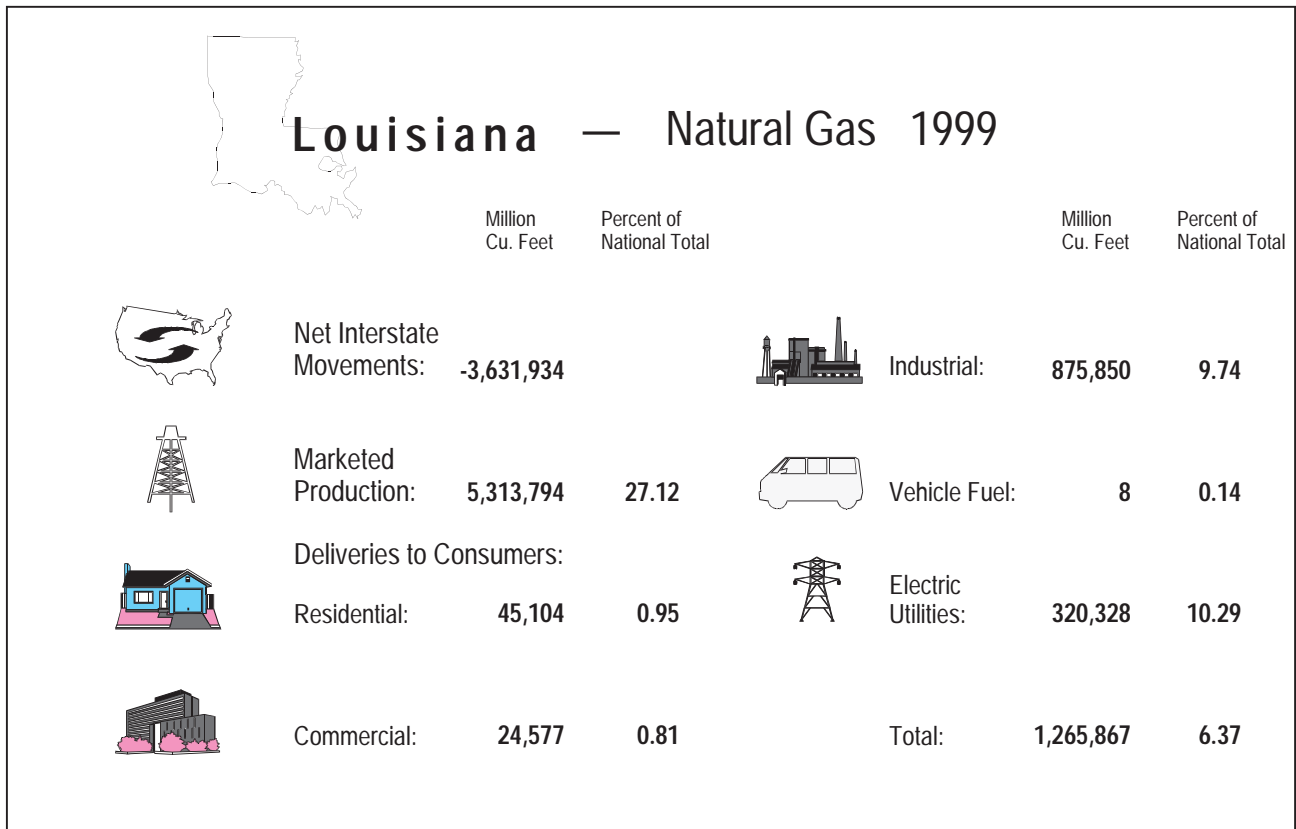 Louisiana — Natural Gas 1999
Million Cu. Feet
Percent of National Total
Million Cu. Feet
Percent of National Total
Net Interstate
Movements: -3,631,934
Marketed
Production: 5,313,794 27.12
Deliveries to Consumers:
Residential: 45,104 0.95
Commercial: 24,577 0.81
Industrial: 875,850 9.74
Vehicle Fuel: 8 0.14
Electric
Utilities: 320,328 10.29
Total: 1,265,867 6.37